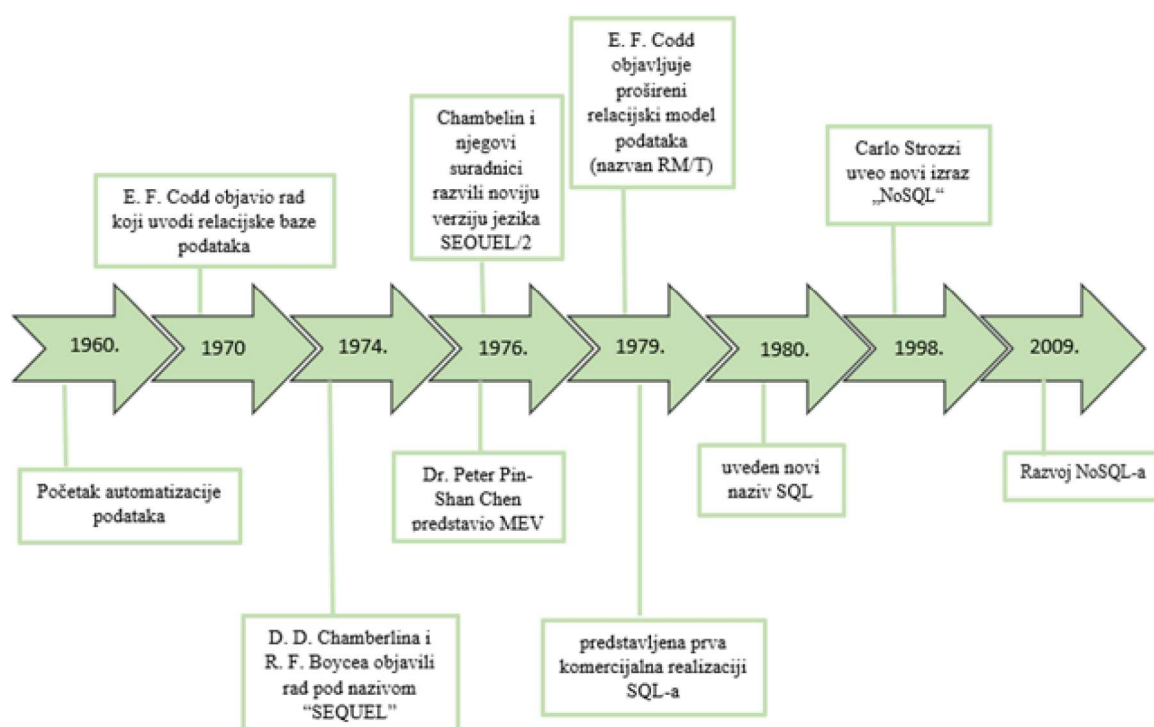 E. F. Codd objavio rad
koji uvodi relacijske baze
podataka
Chambelin i
njegovi
suradnici
razvili noviju
verziju jezika
SEOUEL/2
E. F. Codd
objavljuje
prošireni
relacijski model
podataka
(nazvan RM/T)
Carlo Strozzi
uveo novi izraz
„NoSQL“
1960.
1970
1974.
1976.
1979.
1980.
1998.
2009.
Početak automatizacije
podataka
Dr. Peter Pin-
Shan Chen
predstavio MEV
uveden novi
naziv SQL
Razvoj NoSQL-a
D. D. Chamberlina i
R. F. Boycea objavili
rad pod nazivom
“SEQUEL”
predstavljena prva
komercijalna realizaciji
SQL-a